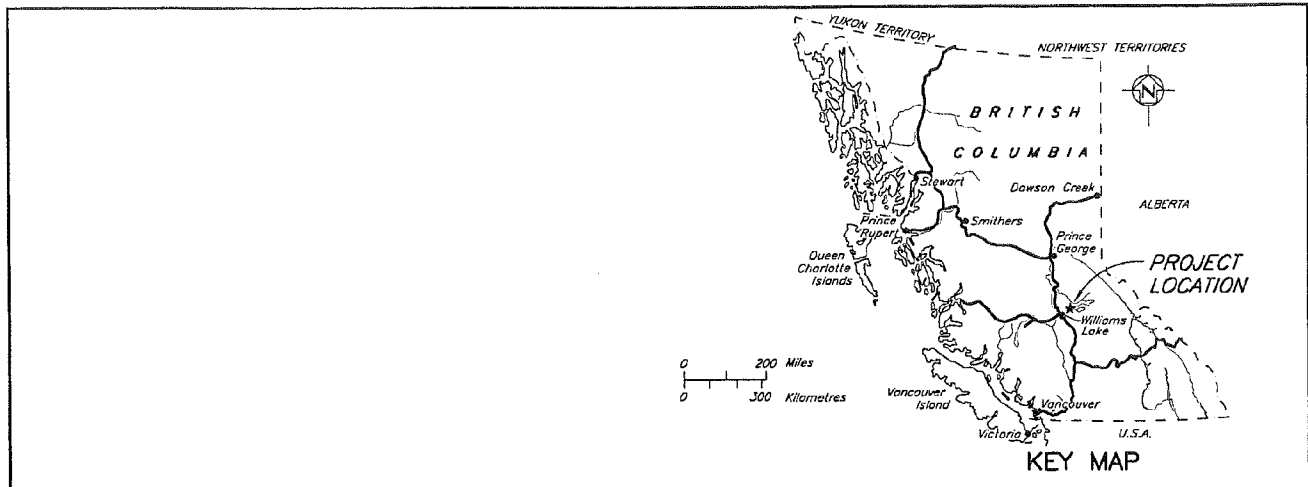 YUKON TERRITORY
NORTHWEST TERRITORIES
N
BRITISH
COLUMBIA
Stewart
Dawson Creek
ALBERTA
Prince
Rupert
Smithers
Prince
George
Queen
Charlotte
Islands
PROJECT
LOCATION
Williams
Lake
0 200 Miles
0 300 Kilometres
Vancouver
Island
Vancouver
Victoria
U.S.A.
KEY MAP